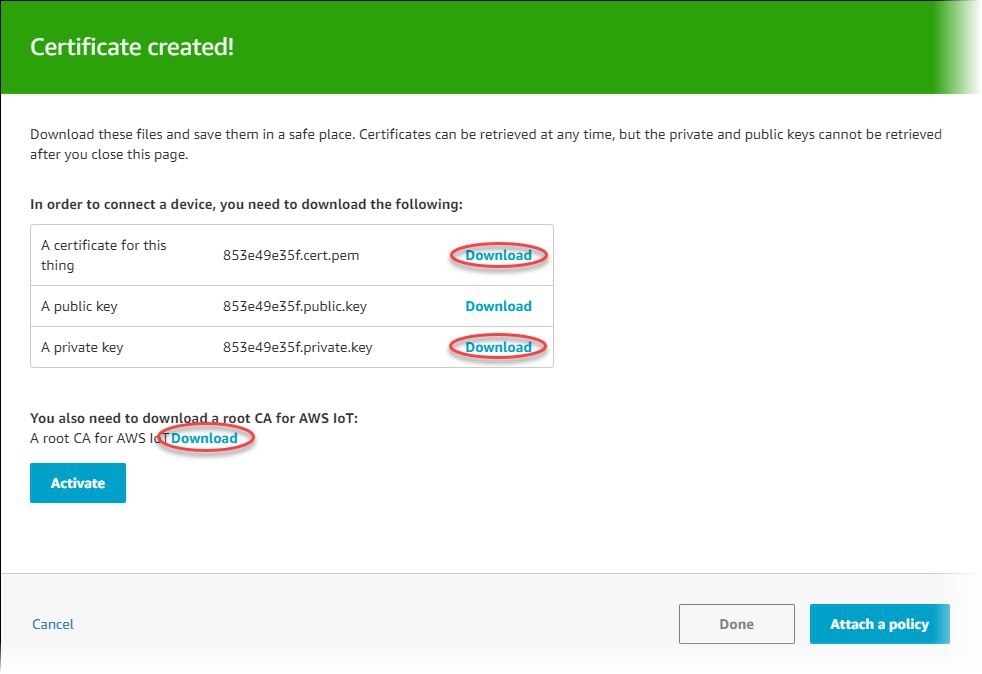 Certificate created!
Download these files and save them in a safe place. Certificates can be retrieved at any time, but the private and public keys cannot be retrieved
after you close this page.
In order to connect a device, you need to download the following:
A certificate for this
thing
853e49e35f.cert.pem
Download
A public key
853e49e35f.public.key
Download
A private key
853e49e35f.private.key
Download
You also need to download a root CA for AWS IoT:
A root CA for AWS IoT Download
Activate
Cancel
Done
Attach a policy